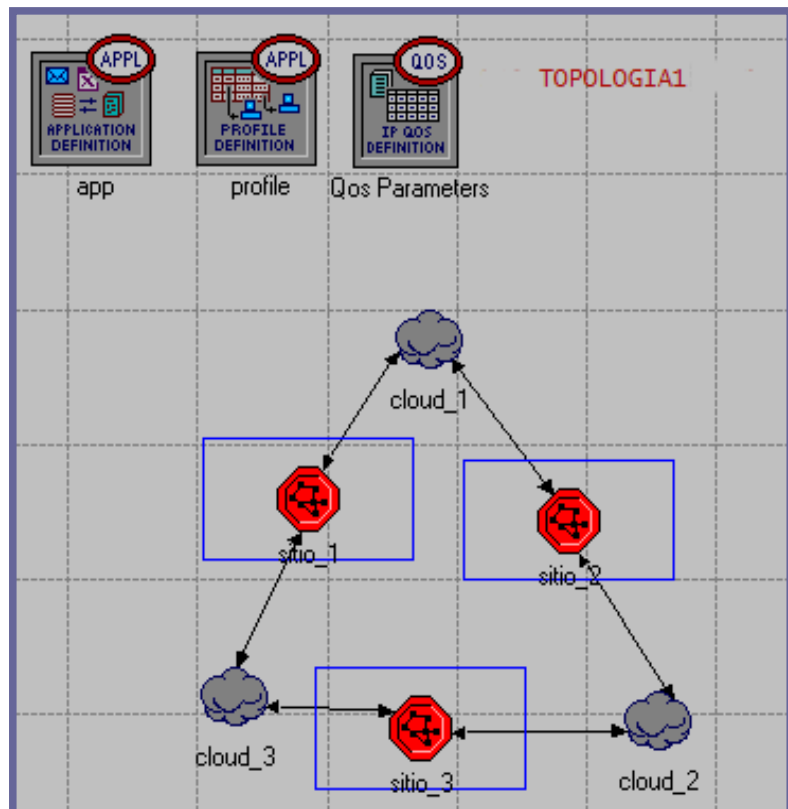 APPL
APPLICATION
DEFINITION
app
APPL
PROFILE
DEFINITION
profile
QOS
IP QOS
DEFINITION
Qos Parameters
TOPOLOGIA1
cloud_1
sitio_1
sitio_2
cloud_3
sitio_3
cloud_2